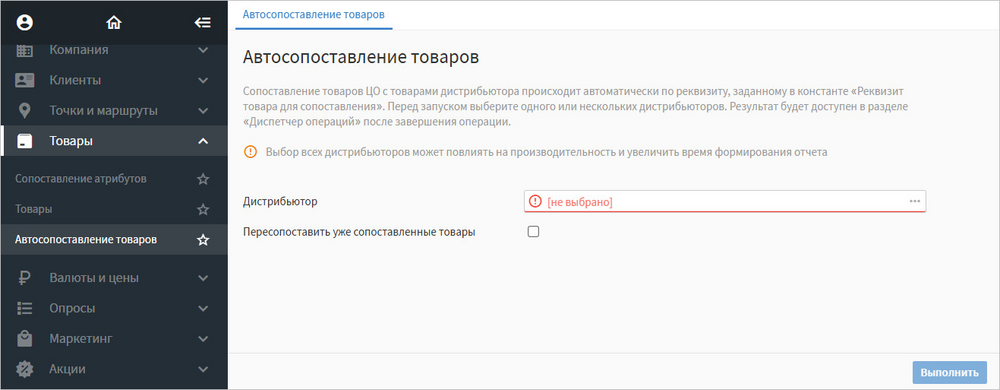 Компания
Клиенты
Точки и маршруты
Товары
Сопоставление атрибутов
Товары
Автосопоставление товаров
Валюты и цены
Опросы
Маркетинг
Акции
Автосопоставление товаров
Автосопоставление товаров
Сопоставление товаров ЦО с товарами дистрибьютора происходит автоматически по реквизиту, заданному в константе «Реквизит
товара для сопоставления». Перед запуском выберите одного или нескольких дистрибьюторов. Результат будет доступен в разделе
«Диспетчер операций» после завершения операции.
Выбор всех дистрибьюторов может повлиять на производительность и увеличить время формирования отчета
Дистрибьютор
[не выбрано]
Пересопоставить уже сопоставленные товары
Выполнить